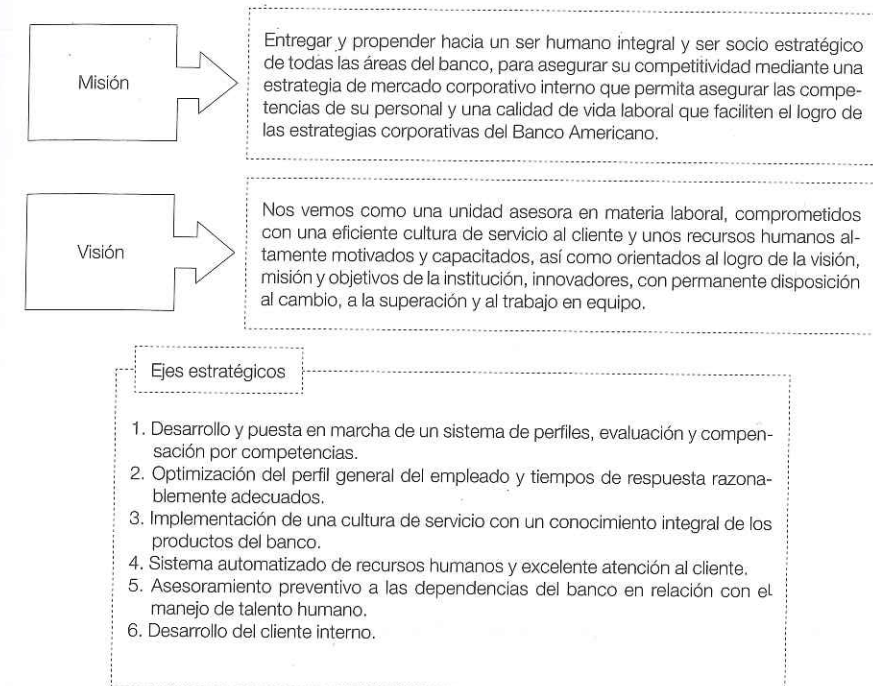 Misión
Entregar y propender hacia un ser humano integral y ser socio estratégico
de todas las áreas del banco, para asegurar su competitividad mediante una
estrategia de mercado corporativo interno que permita asegurar las compe-
tencias de su personal y una calidad de vida laboral que faciliten el logro de
las estrategias corporativas del Banco Americano.
Visión
Nos vemos como una unidad asesora en materia laboral, comprometidos
con una eficiente cultura de servicio al cliente y unos recursos humanos al-
tamente motivados y capacitados, así como orientados al logro de la visión,
misión y objetivos de la institución, innovadores, con permanente disposición
al cambio, a la superación y al trabajo en equipo.
Ejes estratégicos
1. Desarrollo y puesta en marcha de un sistema de perfiles, evaluación y compen-
sación por competencias.
2. Optimización del perfil general del empleado y tiempos de respuesta razona-
blemente adecuados.
3. Implementación de una cultura de servicio con un conocimiento integral de los
productos del banco.
4. Sistema automatizado de recursos humanos y excelente atención al cliente.
5. Asesoramiento preventivo a las dependencias del banco en relación con el
manejo de talento humano.
6. Desarrollo del cliente interno.